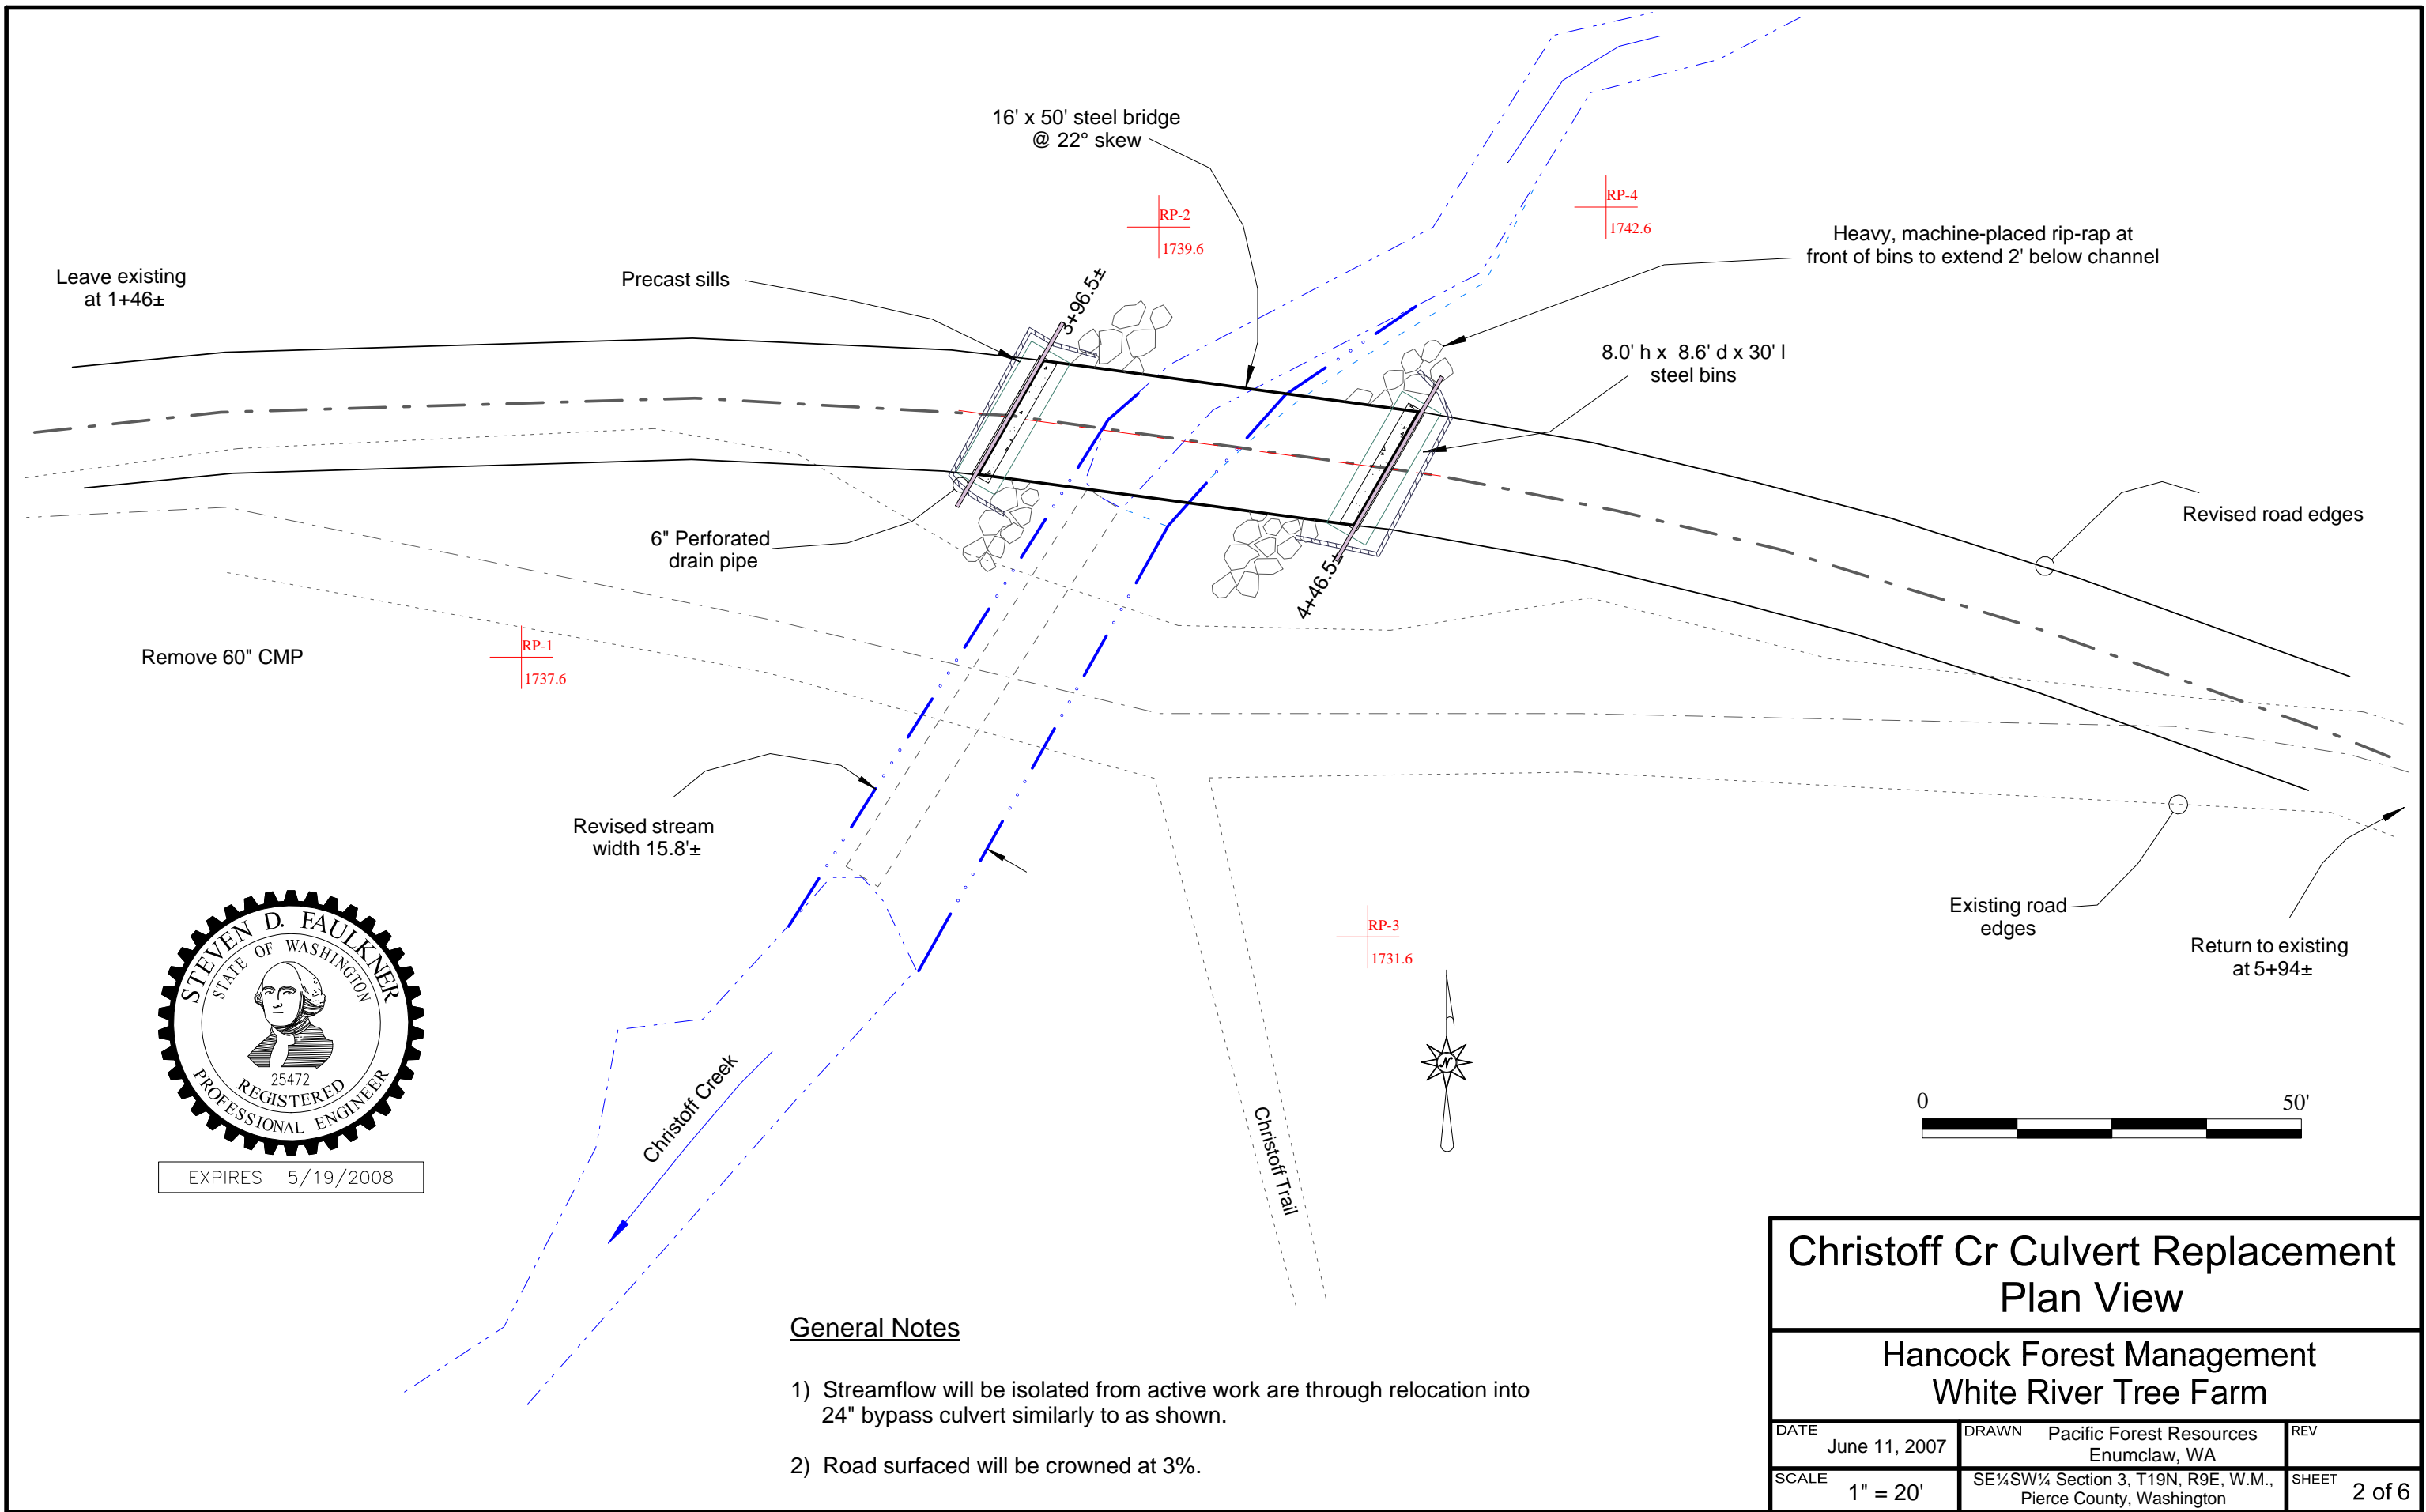 16' x 50' steel bridge
@ 22° skew
RP-2
1739.6
RP-4
1742.6
Heavy, machine-placed rip-rap at
front of bins to extend 2' below channel
Leave existing
at 1+46±
Precast sills
3+96.5±
8.0' h x 8.6' d x 30' l
steel bins
Revised road edges
6" Perforated
drain pipe
4+46.5±
Remove 60" CMP
RP-1
1737.6
Revised stream
width 15.8'±
RP-3
1731.6
Existing road
edges
Return to existing
at 5+94±
STEVEN D. FAULKNER
STATE OF WASHINGTON
25472
REGISTERED
PROFESSIONAL ENGINEER
EXPIRES 5/19/2008
Christoff Creek
Christoff Trail
N
0 50'
General Notes
1) Streamflow will be isolated from active work are through relocation into
24" bypass culvert similarly to as shown.
2) Road surfaced will be crowned at 3%.
Christoff Cr Culvert Replacement
Plan View
Hancock Forest Management
White River Tree Farm
DATE June 11, 2007
DRAWN Pacific Forest Resources
Enumclaw, WA
REV
SCALE 1" = 20'
SE¼SW¼ Section 3, T19N, R9E, W.M.,
Pierce County, Washington
SHEET 2 of 6